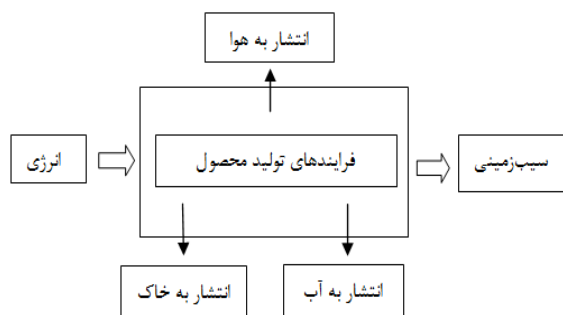 انتشار به هوا
انرژی
فرایندهای تولید محصول
سیب‌زمینی
انتشار به خاک
انتشار به آب